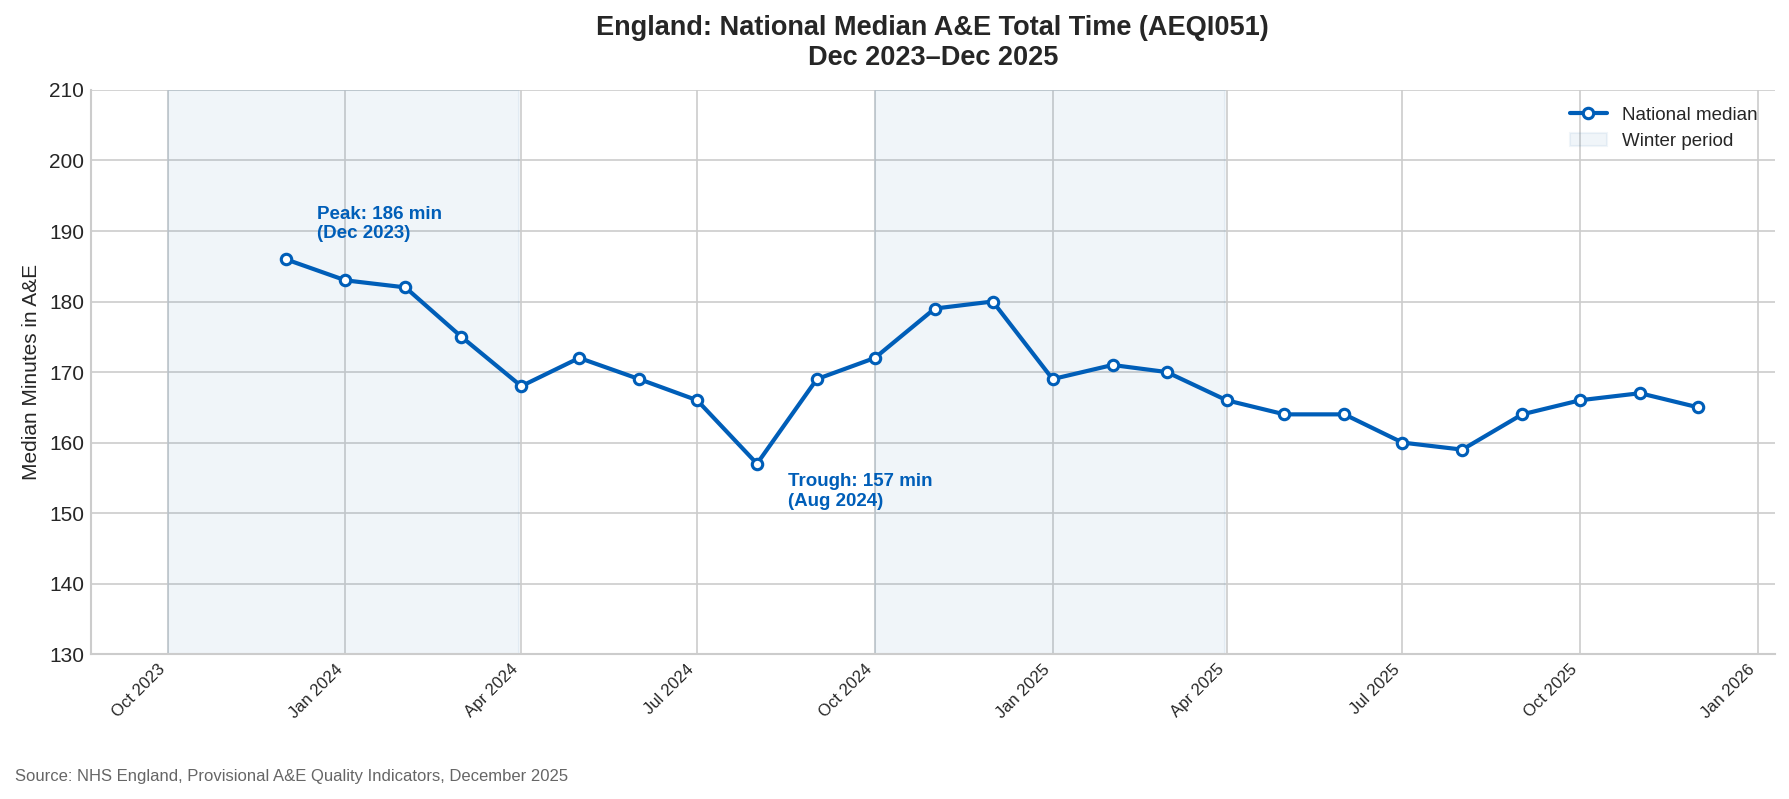 England: National Median A&E Total Time (AEQI051)
Dec 2023–Dec 2025
210
200
190
180
170
160
150
140
130
Median Minutes in A&E
National median
Winter period
Peak: 186 min
(Dec 2023)
Trough: 157 min
(Aug 2024)
Oct 2023
Jan 2024
Apr 2024
Jul 2024
Oct 2024
Jan 2025
Apr 2025
Jul 2025
Oct 2025
Jan 2026
Source: NHS England, Provisional A&E Quality Indicators, December 2025